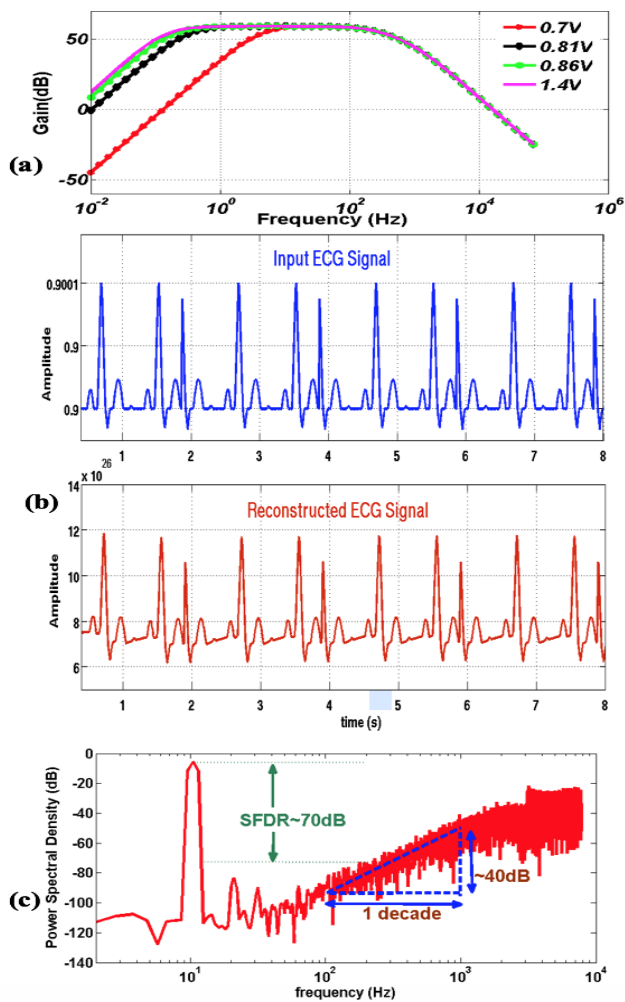 50
0
-50
Gain(dB)
0.7V
0.81V
0.86V
1.4V
(a)
10^-2 10^0 10^2 10^4 10^6
Frequency (Hz)
Input ECG Signal
0.9001
0.9
0.9
Amplitude
1 2 3 4 5 6 7 8
14 x 10^26
(b)
Reconstructed ECG Signal
12
10
8
6
Amplitude
1 2 3 4 5 6 7 8
time (s)
0
-20
-40
-60
-80
-100
-120
-140
Power Spectral Density (dB)
SFDR~70dB
~40dB
1 decade
(c)
10^1 10^2 10^3 10^4
frequency (Hz)